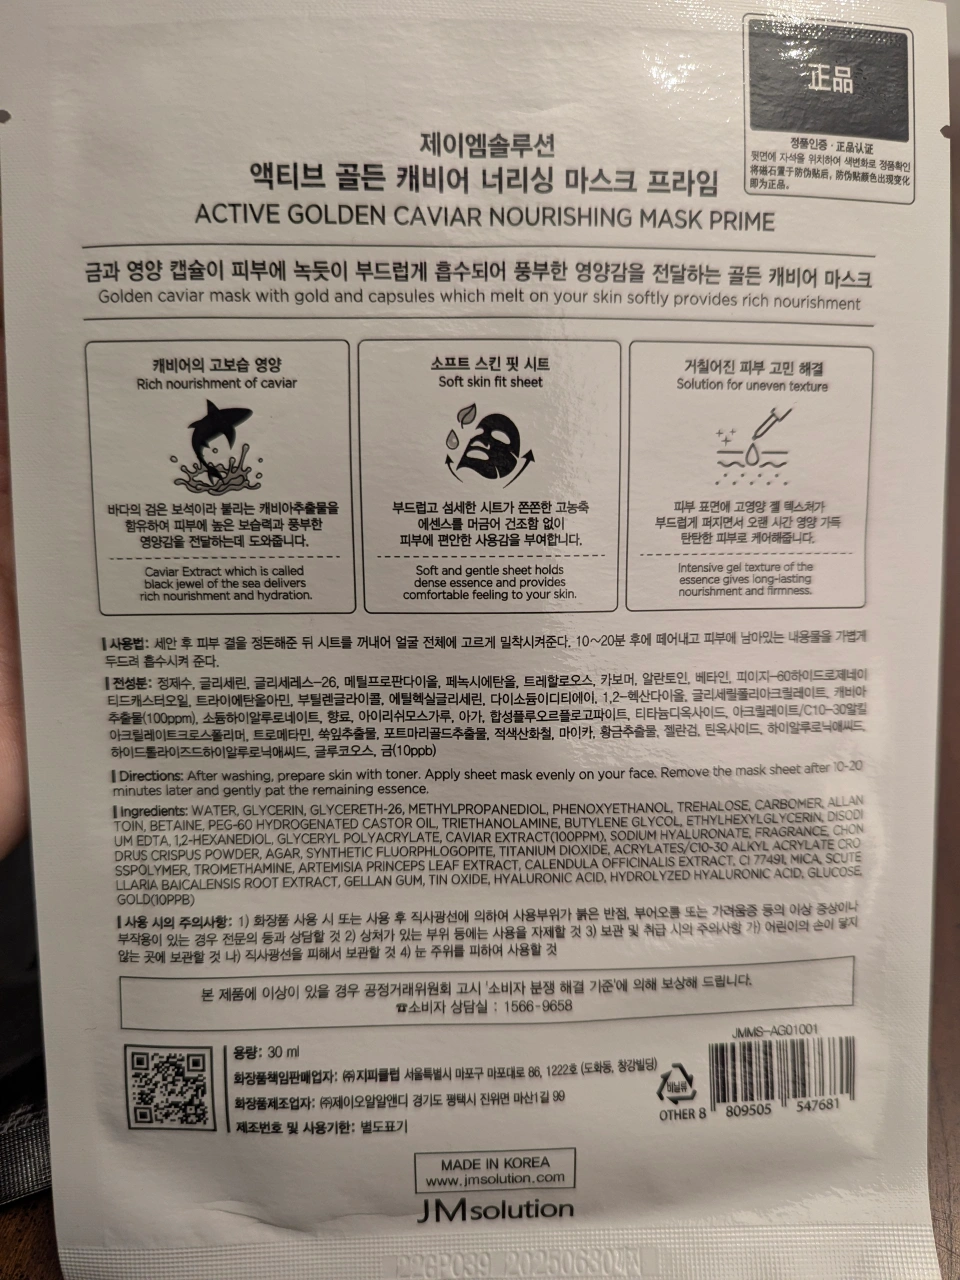 正品
정품인증 · 正品认证
뒷면에 자석을 위치하여 색변화로 정품확인
将磁石置于防伪贴后，防伪贴颜色出现变化
即为正品。
제이엠솔루션
액티브 골든 캐비어 너리싱 마스크 프라임
ACTIVE GOLDEN CAVIAR NOURISHING MASK PRIME
금과 영양 캡슐이 피부에 녹듯이 부드럽게 흡수되어 풍부한 영양감을 전달하는 골든 캐비어 마스크
Golden caviar mask with gold and capsules which melt on your skin softly provides rich nourishment
캐비어의 고보습 영양
Rich nourishment of caviar
바다의 검은 보석이라 불리는 캐비아추출물을
함유하여 피부에 높은 보습력과 풍부한
영양감을 전달하는데 도와줍니다.
Caviar Extract which is called
black jewel of the sea delivers
rich nourishment and hydration.
소프트 스킨 핏 시트
Soft skin fit sheet
부드럽고 섬세한 시트가 쫀쫀한 고농축
에센스를 머금어 건조함 없이
피부에 편안한 사용감을 부여합니다.
Soft and gentle sheet holds
dense essence and provides
comfortable feeling to your skin.
거칠어진 피부 고민 해결
Solution for uneven texture
피부 표면에 고영양 젤 텍스처가
부드럽게 퍼지면서 오랜 시간 영양 가득
탄탄한 피부로 케어해줍니다.
Intensive gel texture of the
essence gives long-lasting
nourishment and firmness.
사용법: 세안 후 피부 결을 정돈해준 뒤 시트를 꺼내어 얼굴 전체에 고르게 밀착시켜준다. 10~20분 후에 떼어내고 피부에 남아있는 내용물을 가볍게
두드려 흡수시켜 준다.
전성분: 정제수, 글리세린, 글리세레스-26, 메틸프로판다이올, 페녹시에탄올, 트레할로오스, 카보머, 알란토인, 베타인, 피이지-60하이드로제네이
티드캐스터오일, 트라이에탄올아민, 부틸렌글라이콜, 에틸헥실글리세린, 다이소듐이디티에이, 1,2-헥산다이올, 글리세릴폴리아크릴레이트, 캐비아
추출물(100ppm), 소듐하이알루로네이트, 향료, 아이리쉬모스가루, 아가, 합성플루오르플로고파이트, 티타늄디옥사이드, 아크릴레이트/C10-30알킬
아크릴레이트크로스폴리머, 트로메타민, 쑥잎추출물, 포트마리골드추출물, 적색산화철, 마이카, 황금추출물, 젤란검, 틴옥사이드, 하이알루로닉애씨드,
하이드롤라이즈드하이알루로닉애씨드, 글루코오스, 금(10ppb)
Directions: After washing, prepare skin with toner. Apply sheet mask evenly on your face. Remove the mask sheet after 10-20
minutes later and gently pat the remaining essence.
Ingredients: WATER, GLYCERIN, GLYCERETH-26, METHYLPROPANEDIOL, PHENOXYETHANOL, TREHALOSE, CARBOMER, ALLAN
TOIN, BETAINE, PEG-60 HYDROGENATED CASTOR OIL, TRIETHANOLAMINE, BUTYLENE GLYCOL, ETHYLHEXYLGLYCERIN, DISODI
UM EDTA, 1,2-HEXANEDIOL, GLYCERYL POLYACRYLATE, CAVIAR EXTRACT(100PPM), SODIUM HYALURONATE, FRAGRANCE, CHON
DRUS CRISPUS POWDER, AGAR, SYNTHETIC FLUORPHLOGOPITE, TITANIUM DIOXIDE, ACRYLATES/C10-30 ALKYL ACRYLATE CRO
SSPOLYMER, TROMETHAMINE, ARTEMISIA PRINCEPS LEAF EXTRACT, CALENDULA OFFICINALIS EXTRACT, CI 77491, MICA, SCUTE
LLARIA BAICALENSIS ROOT EXTRACT, GELLAN GUM, TIN OXIDE, HYALURONIC ACID, HYDROLYZED HYALURONIC ACID, GLUCOSE,
GOLD(10PPB)
사용 시의 주의사항: 1) 화장품 사용 시 또는 사용 후 직사광선에 의하여 사용부위가 붉은 반점, 부어오름 또는 가려움증 등의 이상 증상이나
부작용이 있는 경우 전문의 등과 상담할 것 2) 상처가 있는 부위 등에는 사용을 자제할 것 3) 보관 및 취급 시의 주의사항 가) 어린이의 손이 닿지
않는 곳에 보관할 것 나) 직사광선을 피해서 보관할 것 4) 눈 주위를 피하여 사용할 것
본 제품에 이상이 있을 경우 공정거래위원회 고시 '소비자 분쟁 해결 기준'에 의해 보상해 드립니다.
☎소비자 상담실 : 1566-9658
용량: 30 ml
화장품책임판매업자: ㈜지피클럽 서울특별시 마포구 마포대로 86, 1222호 (도화동, 창강빌딩)
화장품제조업자: ㈜제이오알알앤디 경기도 평택시 진위면 마산1길 99
제조번호 및 사용기한: 별도표기
비닐류
OTHER
JMMS-AG01001
8 809505 547681
MADE IN KOREA
www.jmsolution.com
JMsolution
22GP039 20250630까지